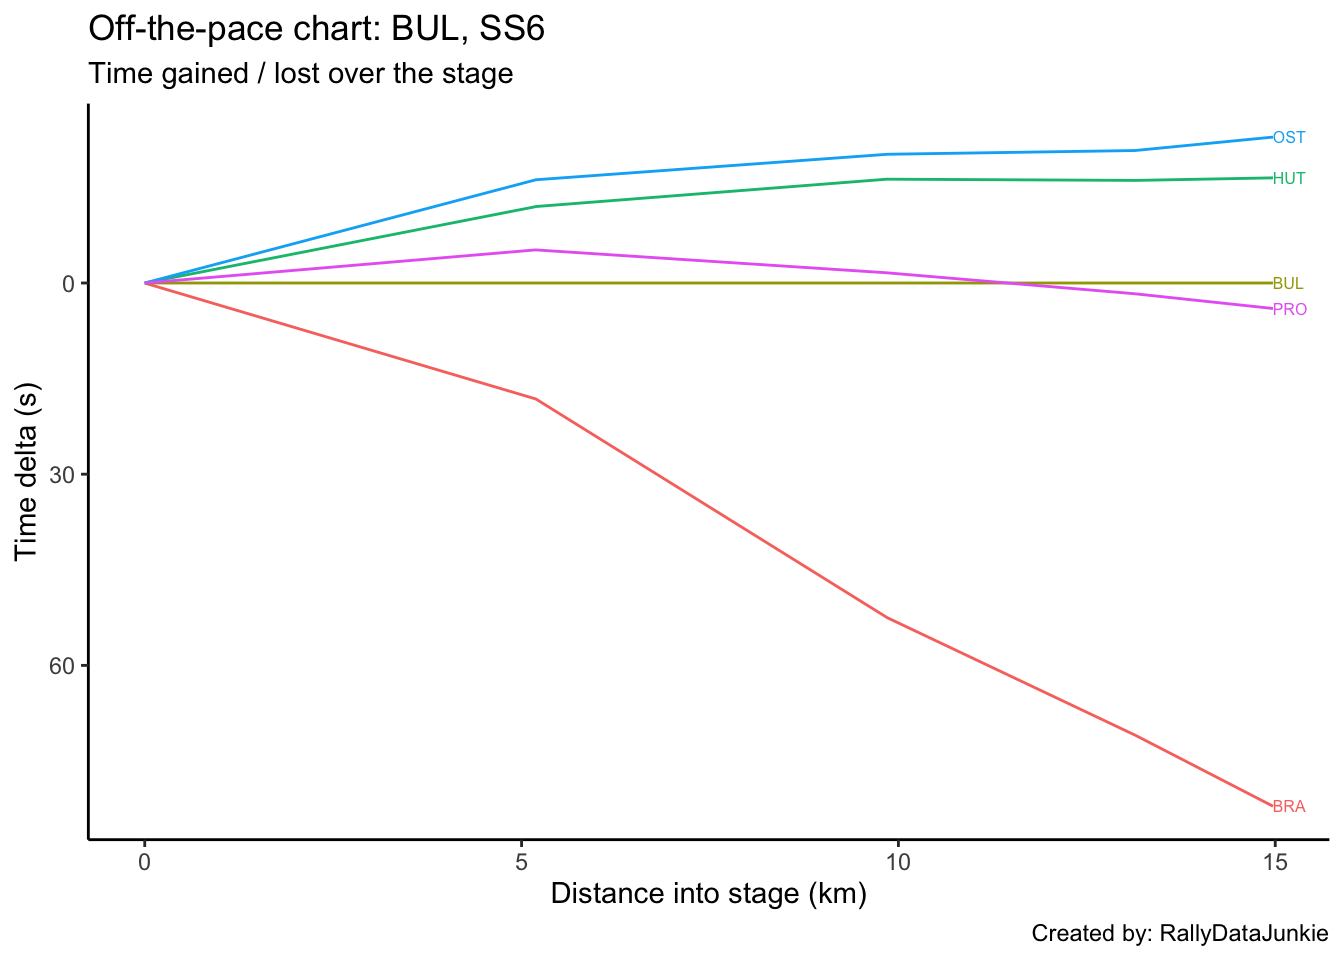 Off-the-pace chart: BUL, SS6
Time gained / lost over the stage
OST
HUT
0
BUL
PRO
Time delta (s)
30
60
BRA
0 5 10 15
Distance into stage (km)
Created by: RallyDataJunkie